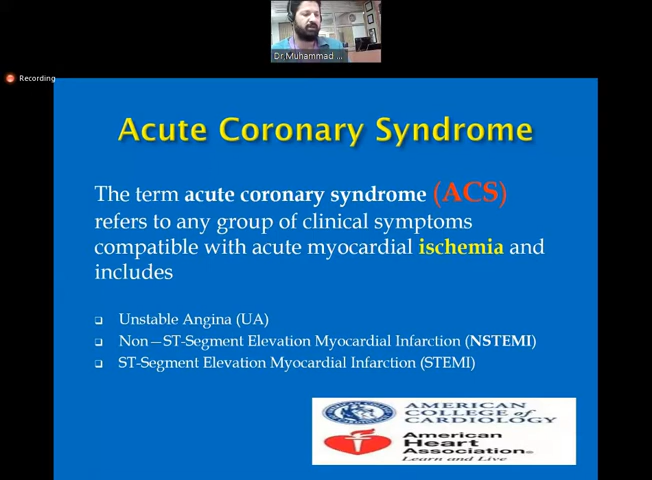 Dr.Muhammad ...
Recording
Acute Coronary Syndrome
The term acute coronary syndrome (ACS)
refers to any group of clinical symptoms
compatible with acute myocardial ischemia and
includes
Unstable Angina (UA)
Non—ST-Segment Elevation Myocardial Infarction (NSTEMI)
ST-Segment Elevation Myocardial Infarction (STEMI)
AMERICAN
COLLEGE of
CARDIOLOGY
American
Heart
Association®
Learn and Live